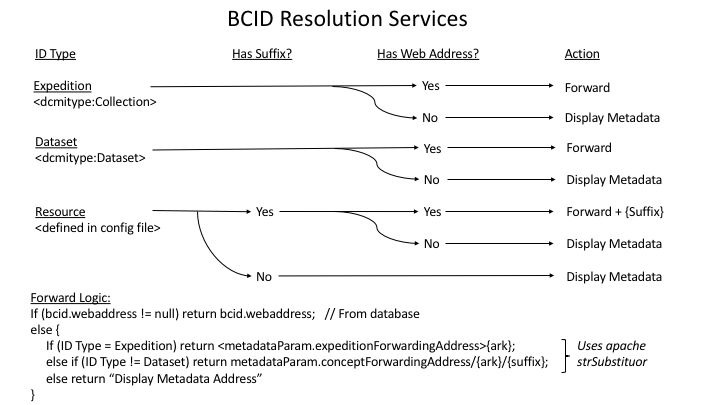 BCID Resolution Services
ID Type Has Suffix? Has Web Address? Action
Expedition Yes Forward
<dcmitype:Collection>
No Display Metadata
Dataset Yes Forward
<dcmitype:Dataset>
No Display Metadata
Resource Yes Yes Forward + {Suffix}
<defined in config file>
No Display Metadata
No Display Metadata
Forward Logic:
If (bcid.webaddress != null) return bcid.webaddress; // From database
else {
If (ID Type = Expedition) return <metadataParam.expeditionForwardingAddress>{ark}; Uses apache
else if (ID Type != Dataset) return metadataParam.conceptForwardingAddress/{ark}/{suffix}; strSubstituor
else return “Display Metadata Address”
}